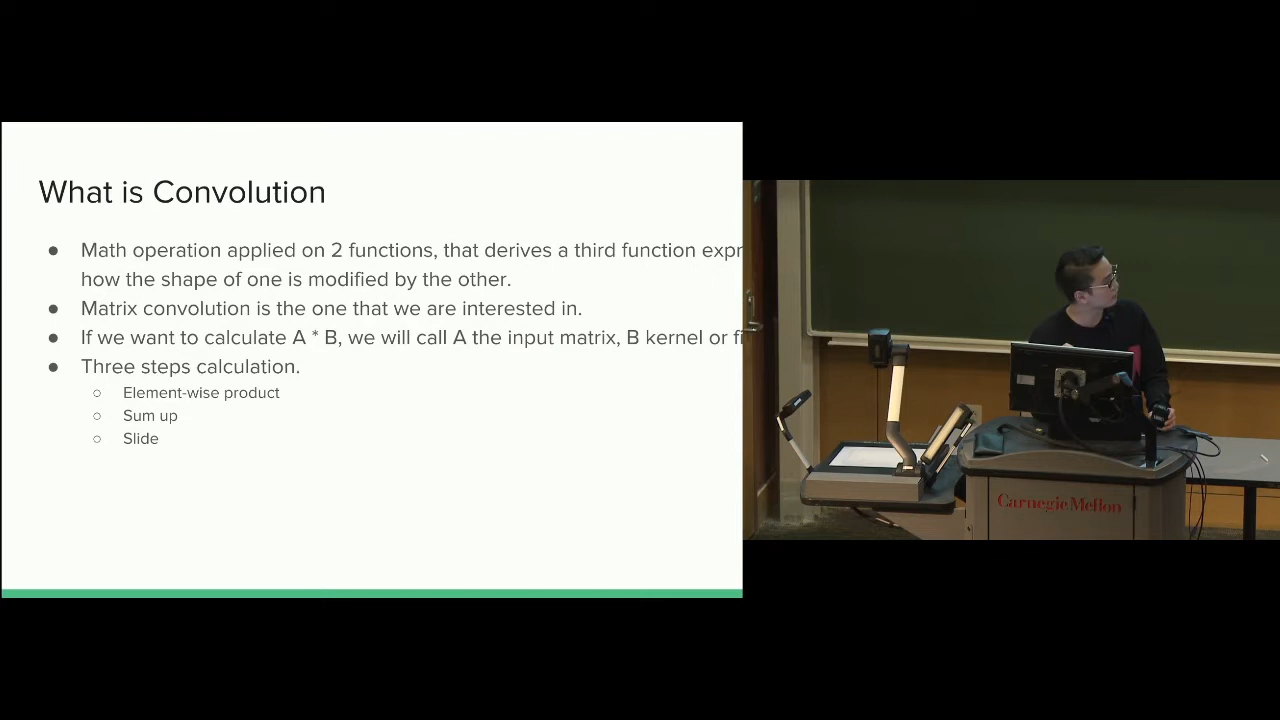 What is Convolution
● Math operation applied on 2 functions, that derives a third function expr
how the shape of one is modified by the other.
● Matrix convolution is the one that we are interested in.
● If we want to calculate A * B, we will call A the input matrix, B kernel or fi
● Three steps calculation.
○ Element-wise product
○ Sum up
○ Slide
Carnegie Mellon